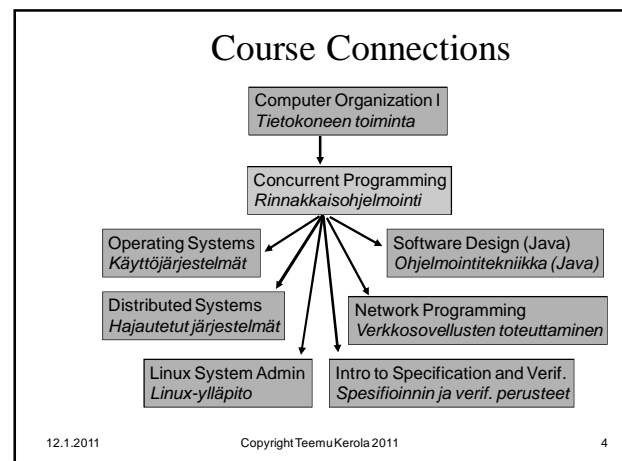 Course Connections
Computer Organization I
Tietokoneen toiminta
Concurrent Programming
Rinnakkaisohjelmointi
Operating Systems
Käyttöjärjestelmät
Software Design (Java)
Ohjelmointitekniikka (Java)
Distributed Systems
Hajautetut järjestelmät
Network Programming
Verkkosovellusten toteuttaminen
Linux System Admin
Linux-ylläpito
Intro to Specification and Verif.
Spesifioinnin ja verif. perusteet
12.1.2011
Copyright Teemu Kerola 2011
4